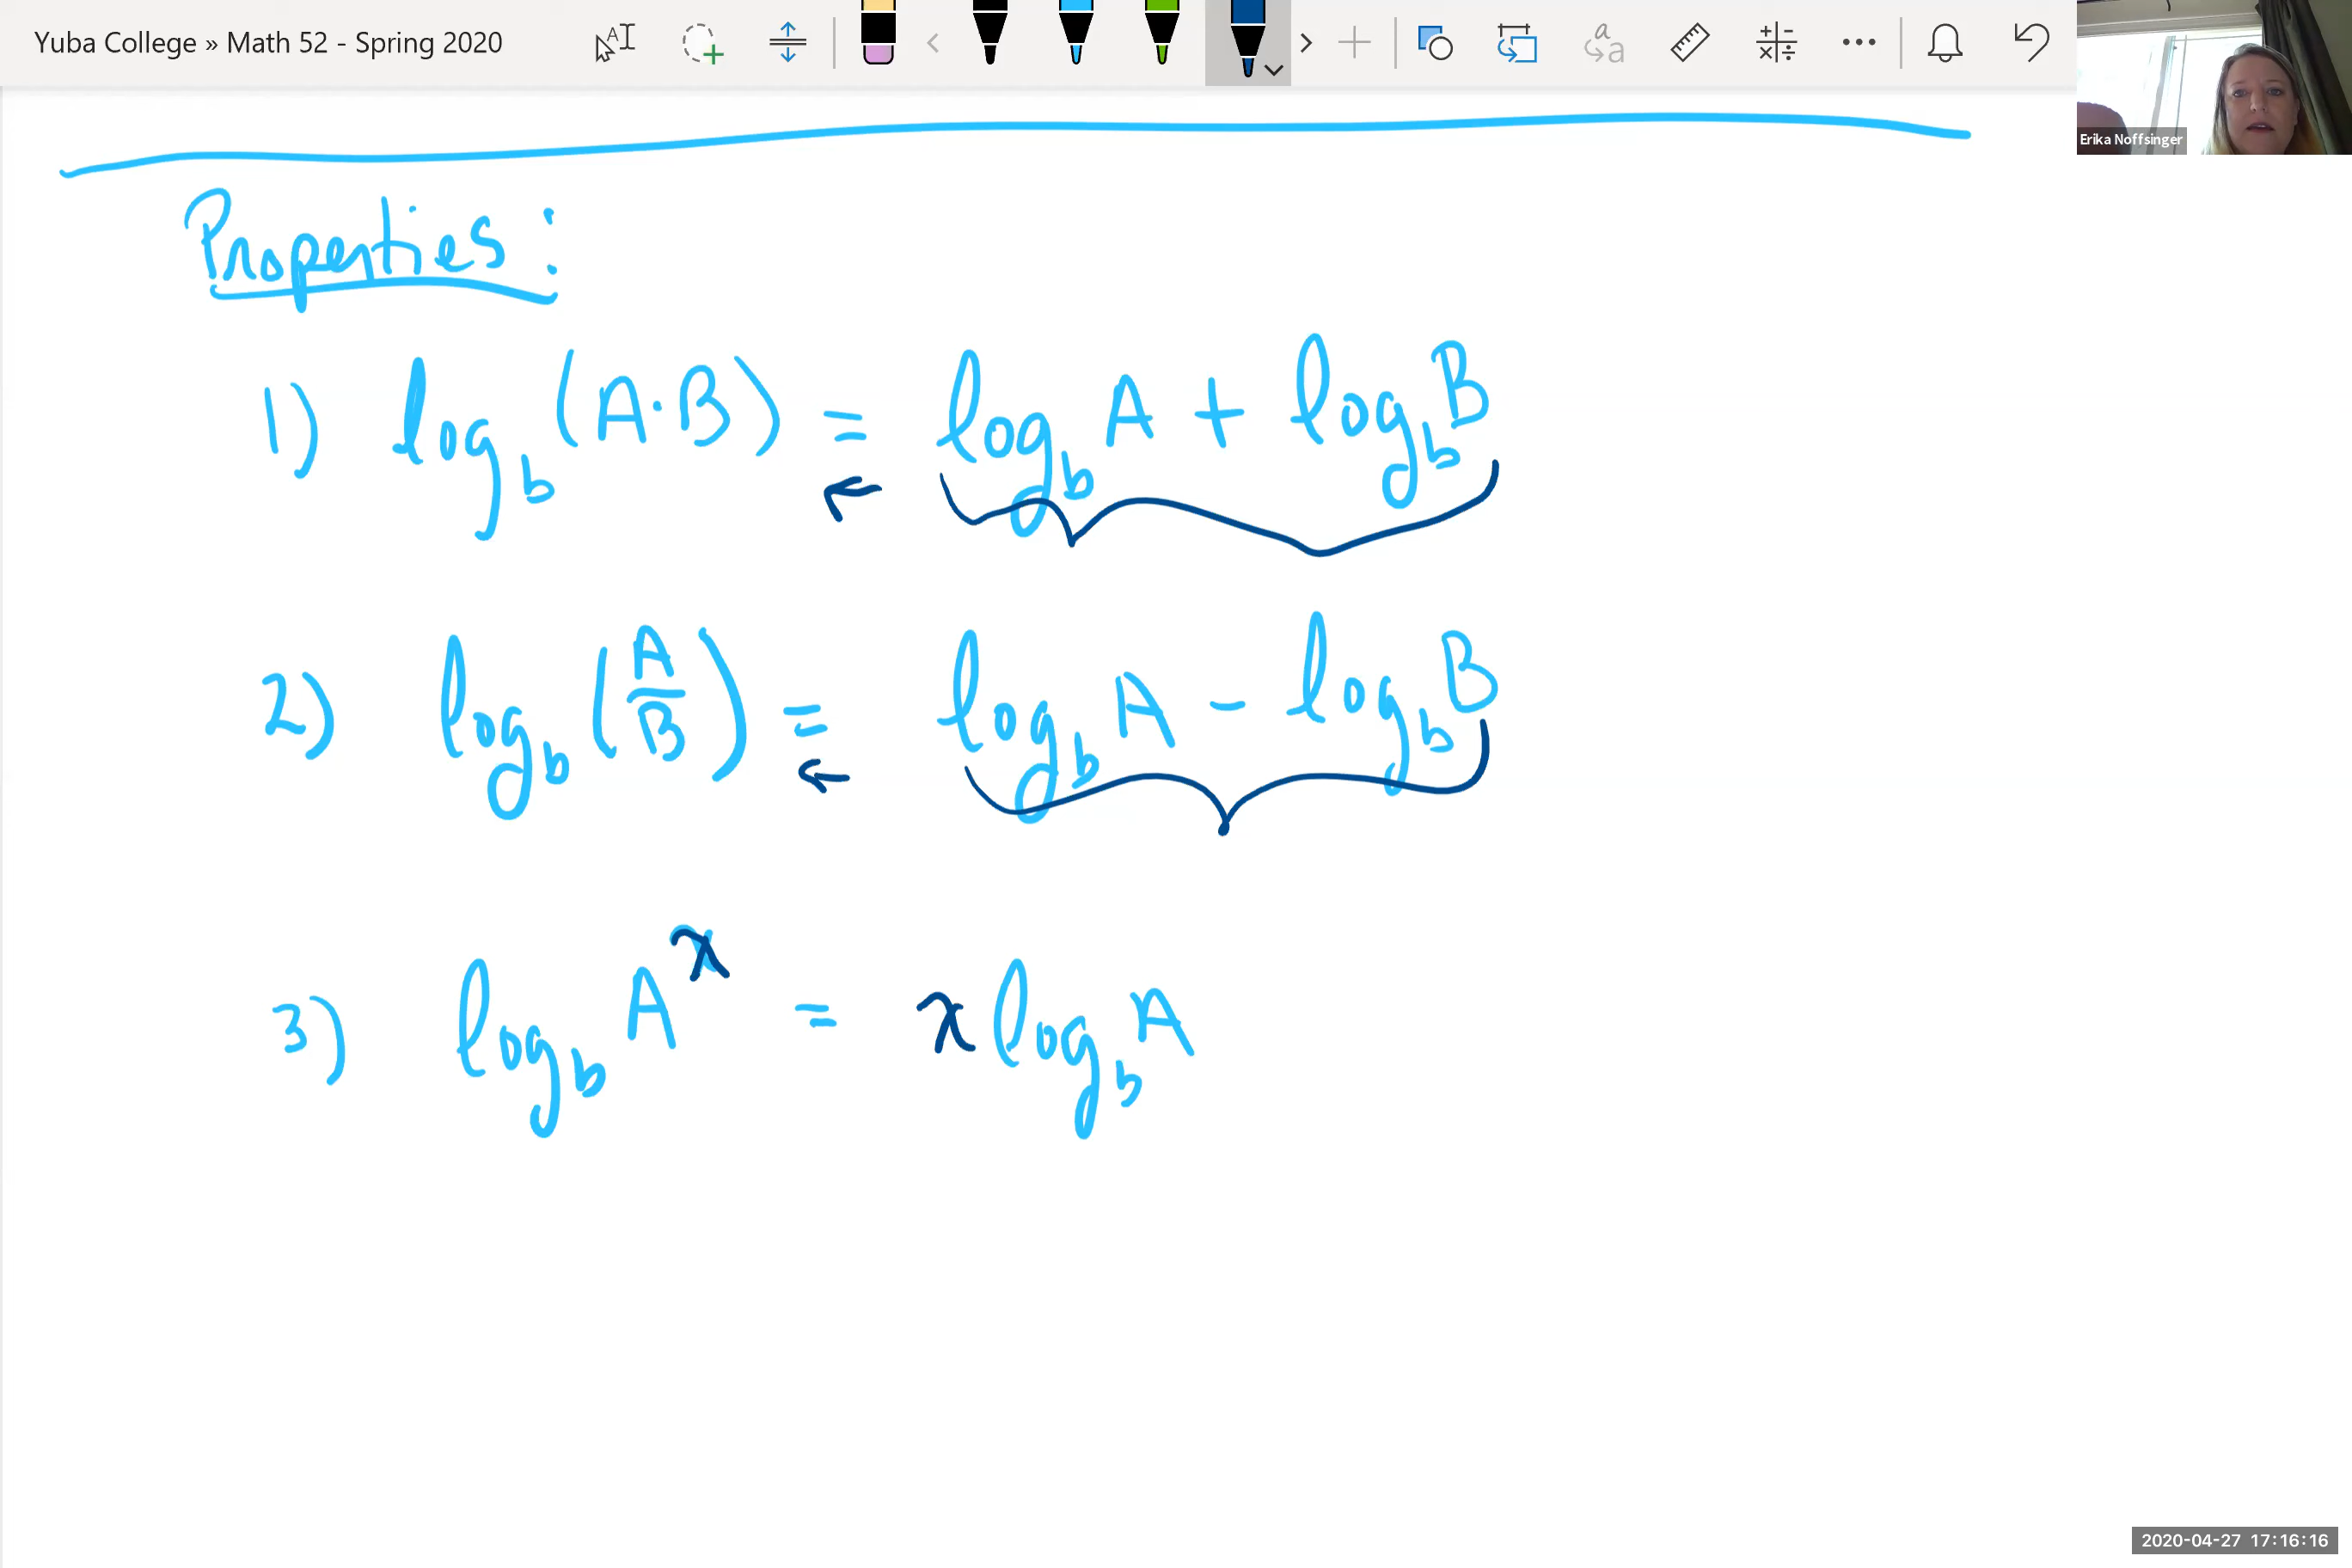 Yuba College » Math 52 - Spring 2020
Erika Noffsinger
Properties:
1) log_b (A·B) = log_b A + log_b B
←
2) log_b (A/B) = log_b A - log_b B
←
3) log_b A^x = x log_b A
2020-04-27 17:16:16